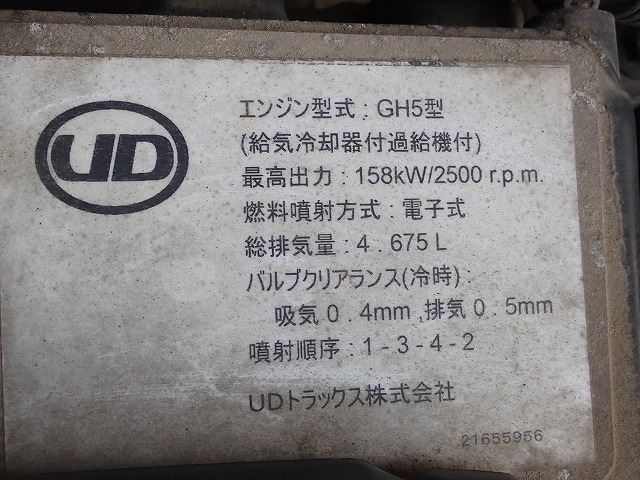 UD
エンジン型式 : GH5型
(給気冷却器付過給機付)
最高出力 : 158kW/2500 r.p.m.
燃料噴射方式 : 電子式
総排気量 : 4 . 675 L
バルブクリアランス(冷時) :
吸気 0 . 4mm ,排気 0 . 5mm
噴射順序 : 1 - 3 - 4 - 2
UDトラックス株式会社
21655956